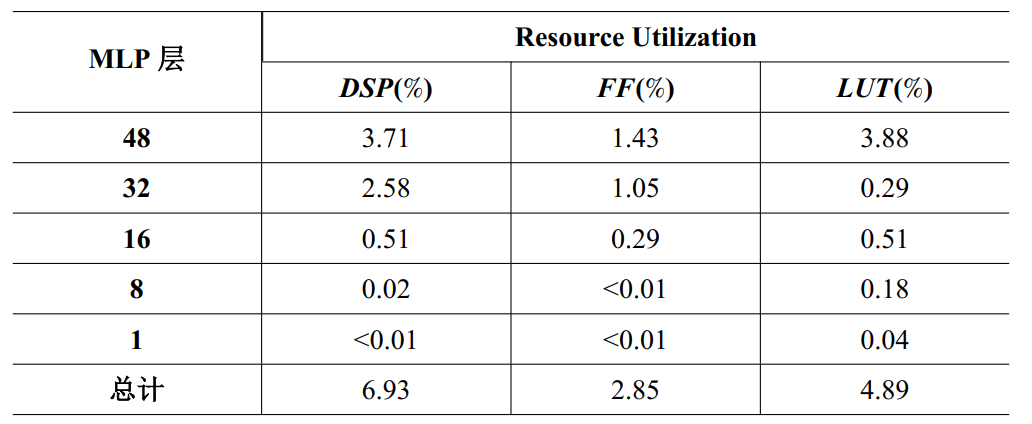 MLP 层 Resource Utilization
DSP(%) FF(%) LUT(%)
48 3.71 1.43 3.88
32 2.58 1.05 0.29
16 0.51 0.29 0.51
8 0.02 <0.01 0.18
1 <0.01 <0.01 0.04
总计 6.93 2.85 4.89